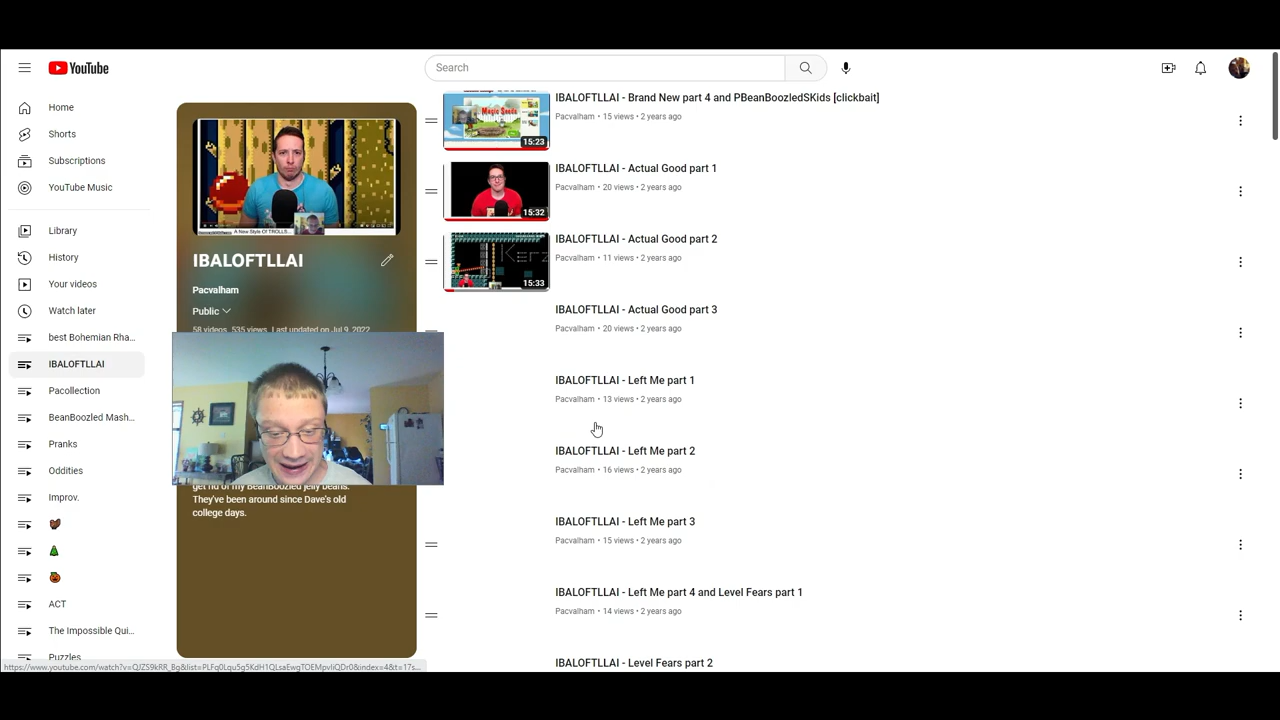 YouTube
Search
Home
Shorts
Subscriptions
YouTube Music
Library
History
Your videos
Watch later
best Bohemian Rha...
IBALOFTLLAI
Pacollection
BeanBoozled Mash...
Pranks
Oddities
Improv.
ACT
The Impossible Qui...
Puzzles
A New Style Of TROLLS...
IBALOFTLLAI
Pacvalham
Public
58 videos 535 views Last updated on Jul 9, 2022
get rid of my BeanBoozled jelly beans.
They've been around since Dave's old
college days.
IBALOFTLLAI - Brand New part 4 and PBeanBoozledSKids [clickbait]
Pacvalham • 15 views • 2 years ago
15:23
IBALOFTLLAI - Actual Good part 1
Pacvalham • 20 views • 2 years ago
15:32
IBALOFTLLAI - Actual Good part 2
Pacvalham • 11 views • 2 years ago
15:33
IBALOFTLLAI - Actual Good part 3
Pacvalham • 20 views • 2 years ago
IBALOFTLLAI - Left Me part 1
Pacvalham • 13 views • 2 years ago
IBALOFTLLAI - Left Me part 2
Pacvalham • 16 views • 2 years ago
IBALOFTLLAI - Left Me part 3
Pacvalham • 15 views • 2 years ago
IBALOFTLLAI - Left Me part 4 and Level Fears part 1
Pacvalham • 14 views • 2 years ago
IBALOFTLLAI - Level Fears part 2